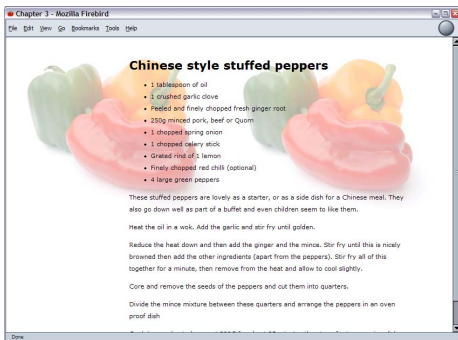 Chapter 3 - Mozilla Firebird
File Edit View Go Bookmarks Tools Help
Chinese style stuffed peppers
1 tablespoon of oil
1 crushed garlic clove
Peeled and finely chopped fresh ginger root
250g minced pork, beef or Quorn
1 chopped spring onion
1 chopped celery stick
Grated rind of 1 lemon
Finely chopped red chilli (optional)
4 large green peppers
These stuffed peppers are lovely as a starter, or as a side dish for a Chinese meal. They
also go down well as part of a buffet and even children seem to like them.
Heat the oil in a wok. Add the garlic and stir fry until golden.
Reduce the heat down and then add the ginger and the mince. Stir fry until this is nicely
browned then add the other ingredients (apart from the peppers). Stir fry all of this
together for a minute, then remove from the heat and allow to cool slightly.
Core and remove the seeds of the peppers and cut them into quarters.
Divide the mince mixture between these quarters and arrange the peppers in an oven
proof dish
Done